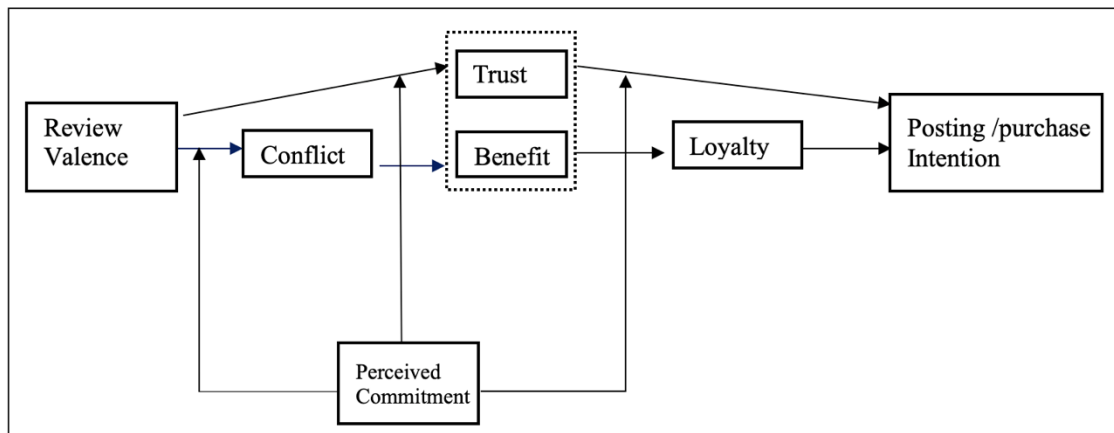 Trust
Review
Valence
Conflict
Benefit
Loyalty
Posting /purchase
Intention
Perceived
Commitment